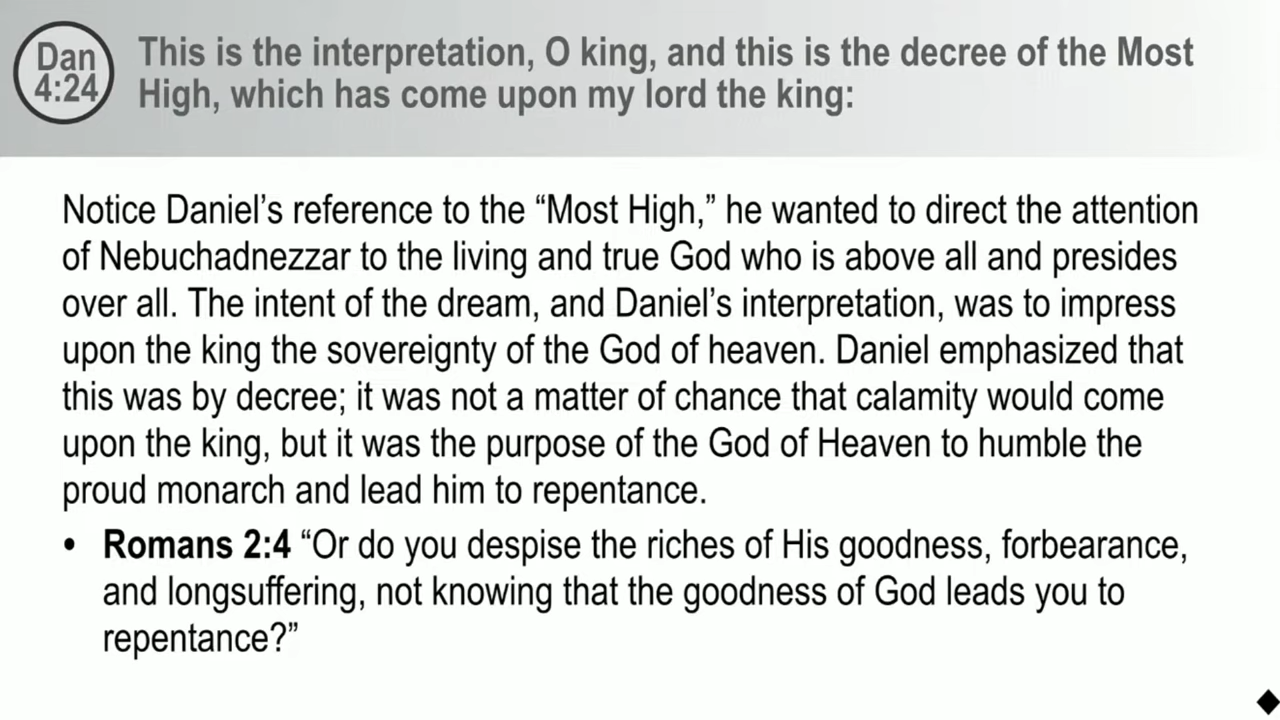 Dan
4:24
This is the interpretation, O king, and this is the decree of the Most
High, which has come upon my lord the king:
Notice Daniel’s reference to the “Most High,” he wanted to direct the attention
of Nebuchadnezzar to the living and true God who is above all and presides
over all. The intent of the dream, and Daniel’s interpretation, was to impress
upon the king the sovereignty of the God of heaven. Daniel emphasized that
this was by decree; it was not a matter of chance that calamity would come
upon the king, but it was the purpose of the God of Heaven to humble the
proud monarch and lead him to repentance.
• Romans 2:4 “Or do you despise the riches of His goodness, forbearance,
and longsuffering, not knowing that the goodness of God leads you to
repentance?”